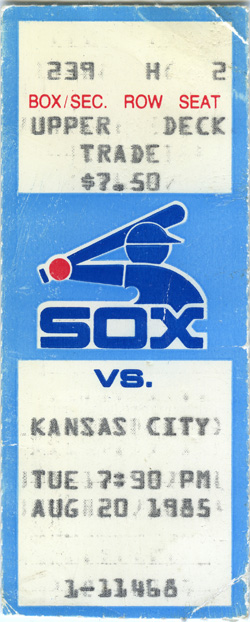 239 H 2
BOX/SEC. ROW SEAT
UPPER DECK
TRADE
$7.50
SOX
VS.
KANSAS CITY
TUE 7:30 PM
AUG 20 1985
1-11468